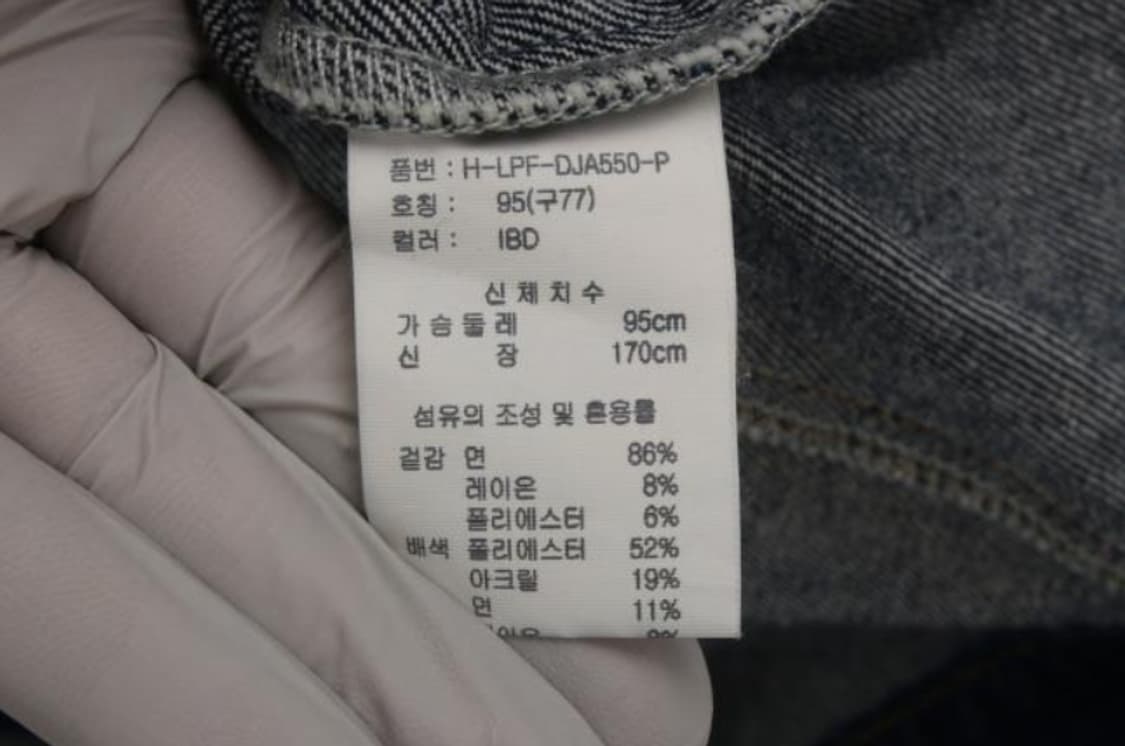 품번 : H-LPF-DJA550-P
호칭 : 95(구77)
컬러 : IBD
신체치수
가슴둘레 95cm
신장 170cm
섬유의 조성 및 혼용률
겉감 면 86%
레이온 8%
폴리에스터 6%
배색 폴리에스터 52%
아크릴 19%
면 11%